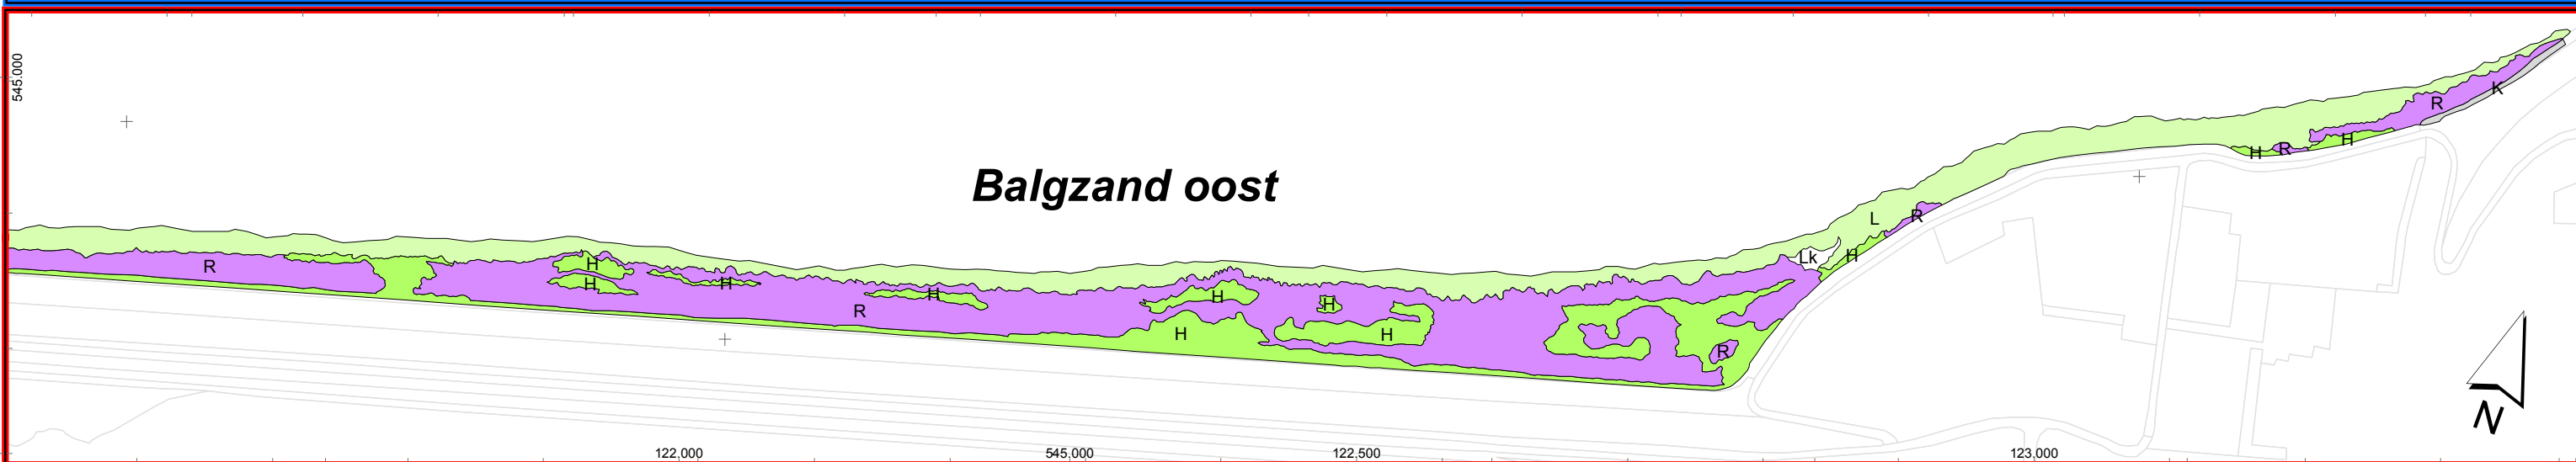 545.000
K
R
H
R
H
Balgzand oost
R
L
H
Lk
R
H
H
H
H
R
H
H
H
H
R
N
122,000
545,000
122,500
123,000